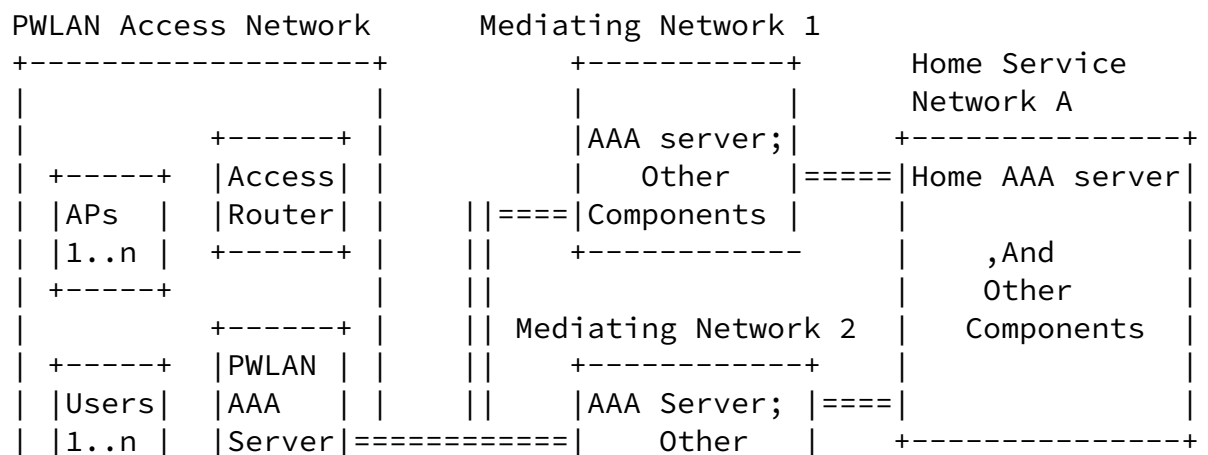 PWLAN Access Network      Mediating Network 1
+-------------------+          +-----------+      Home Service
|                   |          |           |      Network A
|          +------+ |          |AAA server;|     +---------------+
| +-----+  |Access| |          |   Other   |=====|Home AAA server|
| |APs  |  |Router| |    ||====|Components |     |               |
| |1..n |  +------+ |    ||    +------------     |    ,And       |
| +-----+           |    ||                      |    Other      |
|          +------+ |    || Mediating Network 2  |   Components  |
| +-----+  |PWLAN | |    ||    +------------+    |               |
| |Users|  |AAA   | |    ||    |AAA Server; |====|               |
| |1..n |  |Server|============|    Other   |    +---------------+